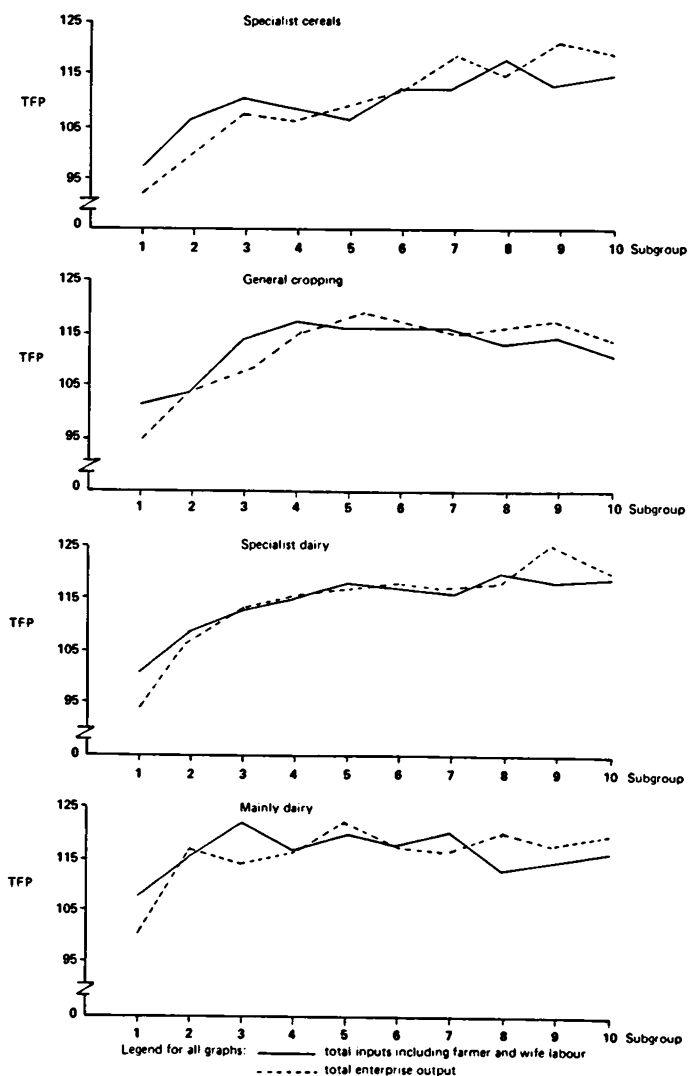 Specialist cereals
125
115
TFP
105
95
0
1 2 3 4 5 6 7 8 9 10 Subgroup
General cropping
125
115
TFP
105
95
0
1 2 3 4 5 6 7 8 9 10 Subgroup
Specialist dairy
125
115
TFP
105
95
0
1 2 3 4 5 6 7 8 9 10 Subgroup
Mainly dairy
125
115
TFP
105
95
0
1 2 3 4 5 6 7 8 9 10 Subgroup
Legend for all graphs: total inputs including farmer and wife labour
total enterprise output